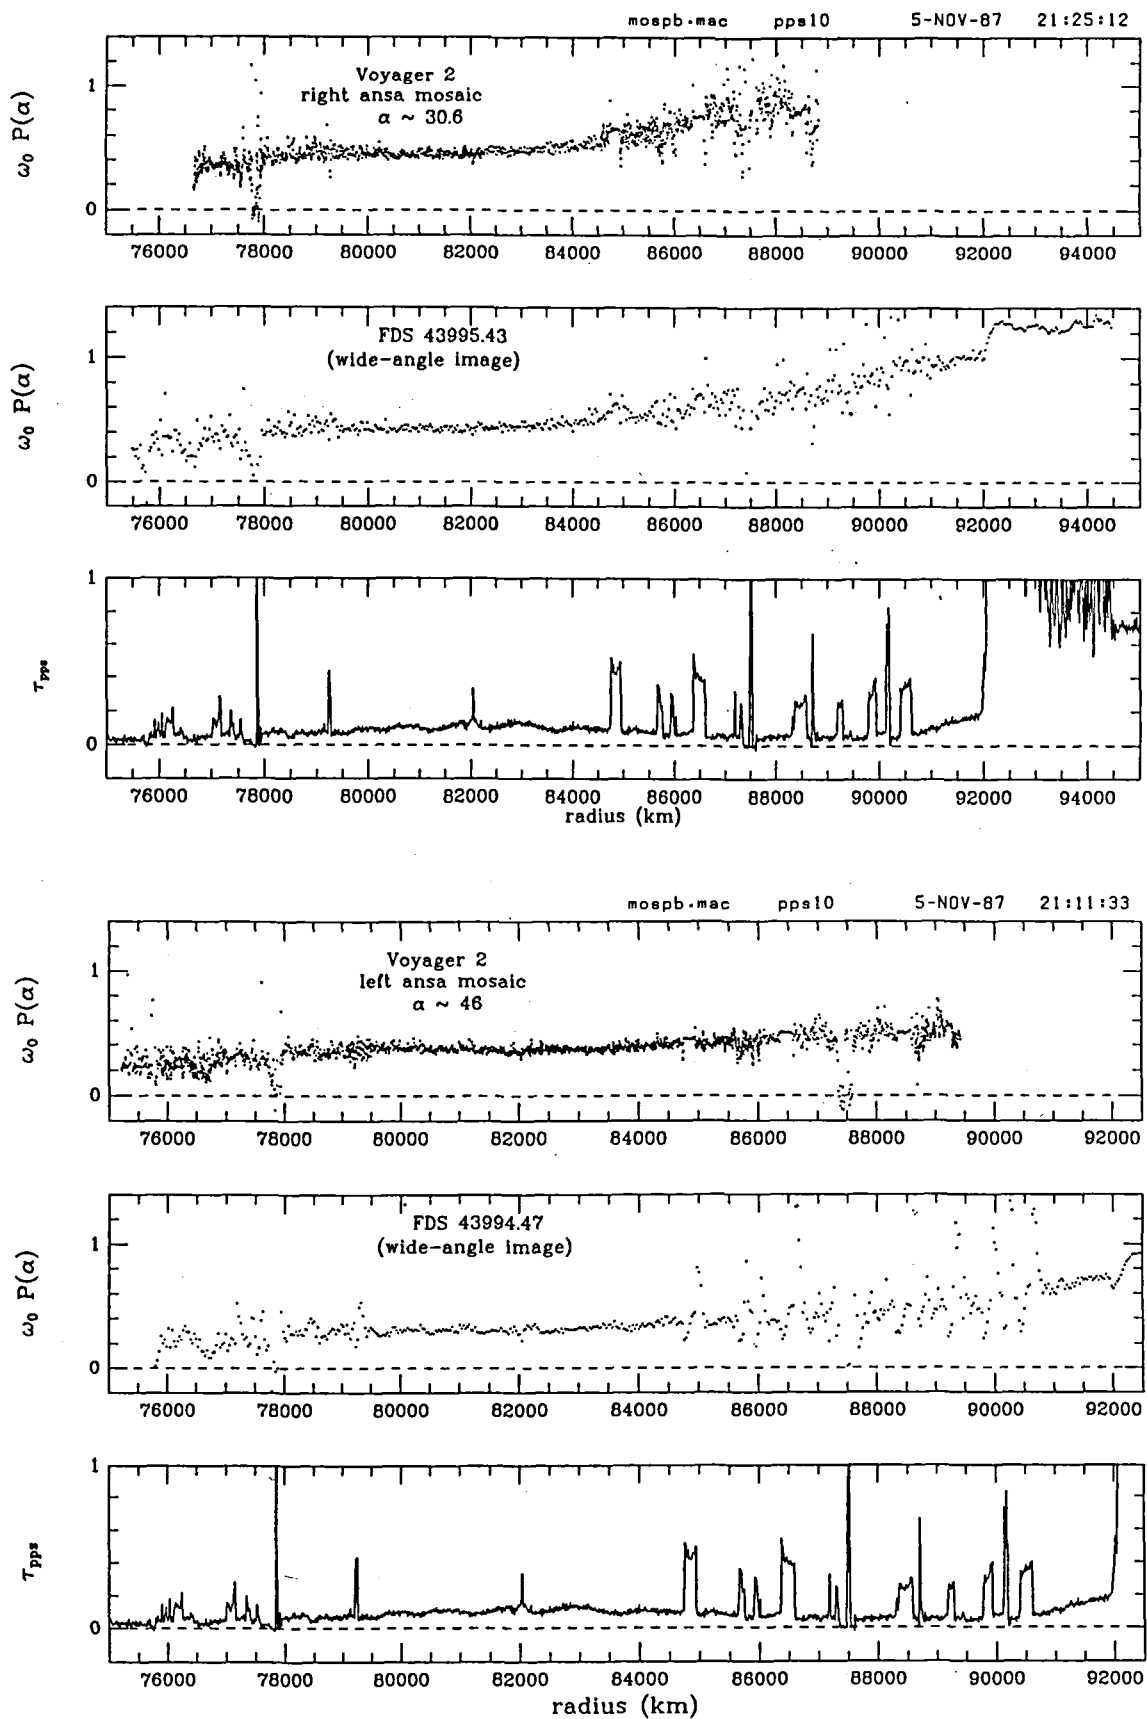 mospb.mac pps10 5-NOV-87 21:25:12
ω₀ P(α)
1
0
Voyager 2
right ansa mosaic
α ~ 30.6
76000 78000 80000 82000 84000 86000 88000 90000 92000 94000
ω₀ P(α)
1
0
FDS 43995.43
(wide-angle image)
76000 78000 80000 82000 84000 86000 88000 90000 92000 94000
τpps
1
0
76000 78000 80000 82000 84000 86000 88000 90000 92000 94000
radius (km)
mospb.mac pps10 5-NOV-87 21:11:33
ω₀ P(α)
1
0
Voyager 2
left ansa mosaic
α ~ 46
76000 78000 80000 82000 84000 86000 88000 90000 92000
ω₀ P(α)
1
0
FDS 43994.47
(wide-angle image)
76000 78000 80000 82000 84000 86000 88000 90000 92000
τpps
1
0
76000 78000 80000 82000 84000 86000 88000 90000 92000
radius (km)